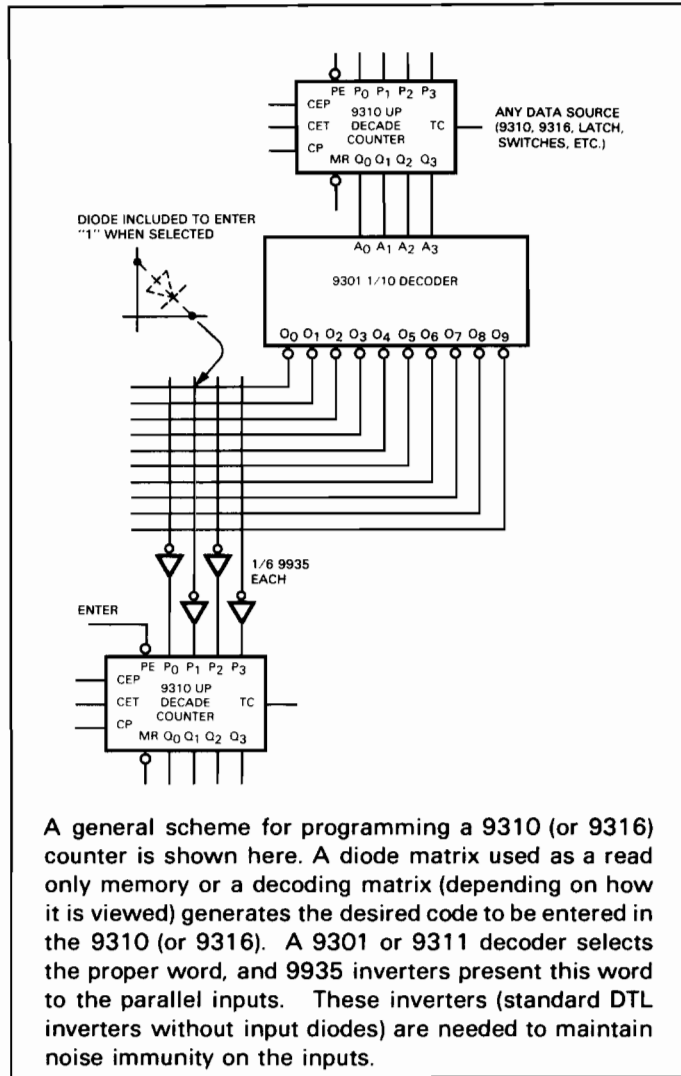 PE P0 P1 P2 P3
CEP
9310 UP
CET DECADE TC
COUNTER
CP
MR Q0 Q1 Q2 Q3
ANY DATA SOURCE
(9310, 9316, LATCH,
SWITCHES, ETC.)
DIODE INCLUDED TO ENTER
"1" WHEN SELECTED
A0 A1 A2 A3
9301 1/10 DECODER
O0 O1 O2 O3 O4 O5 O6 O7 O8 O9
1/6 9935
EACH
ENTER
PE P0 P1 P2 P3
CEP
9310 UP
CET DECADE TC
COUNTER
CP
MR Q0 Q1 Q2 Q3
A general scheme for programming a 9310 (or 9316)
counter is shown here. A diode matrix used as a read
only memory or a decoding matrix (depending on how
it is viewed) generates the desired code to be entered in
the 9310 (or 9316). A 9301 or 9311 decoder selects
the proper word, and 9935 inverters present this word
to the parallel inputs. These inverters (standard DTL
inverters without input diodes) are needed to maintain
noise immunity on the inputs.